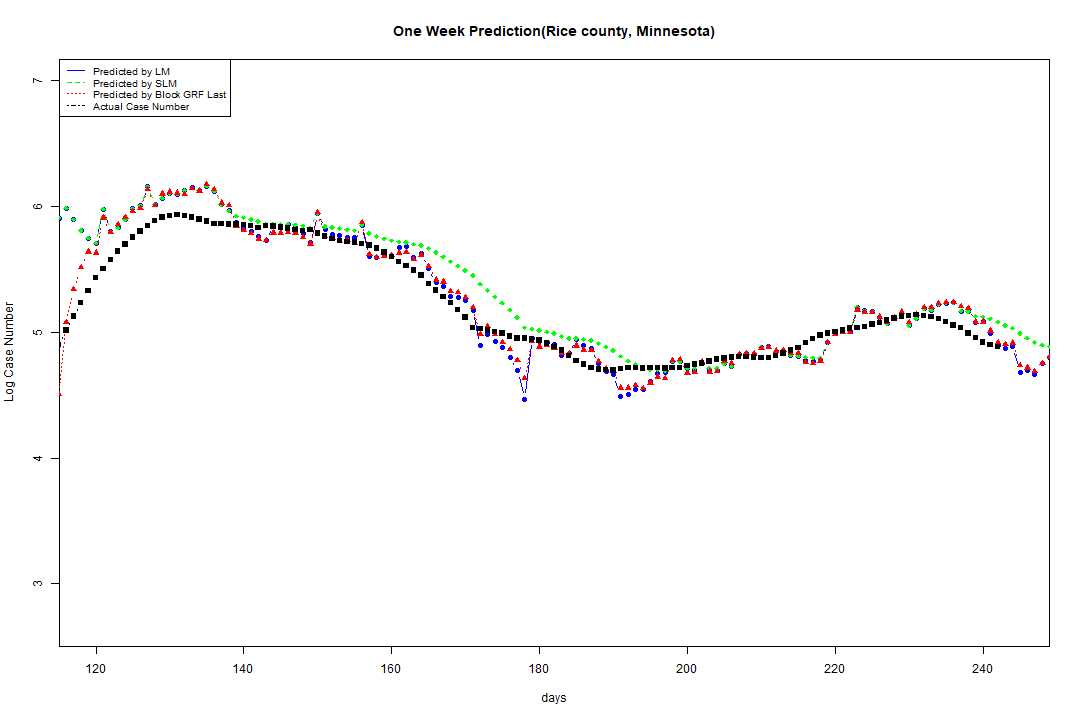 One Week Prediction(Rice county, Minnesota)
Predicted by LM
Predicted by SLM
Predicted by Block GRF Last
Actual Case Number
Log Case Number
7
6
5
4
3
120 140 160 180 200 220 240
days